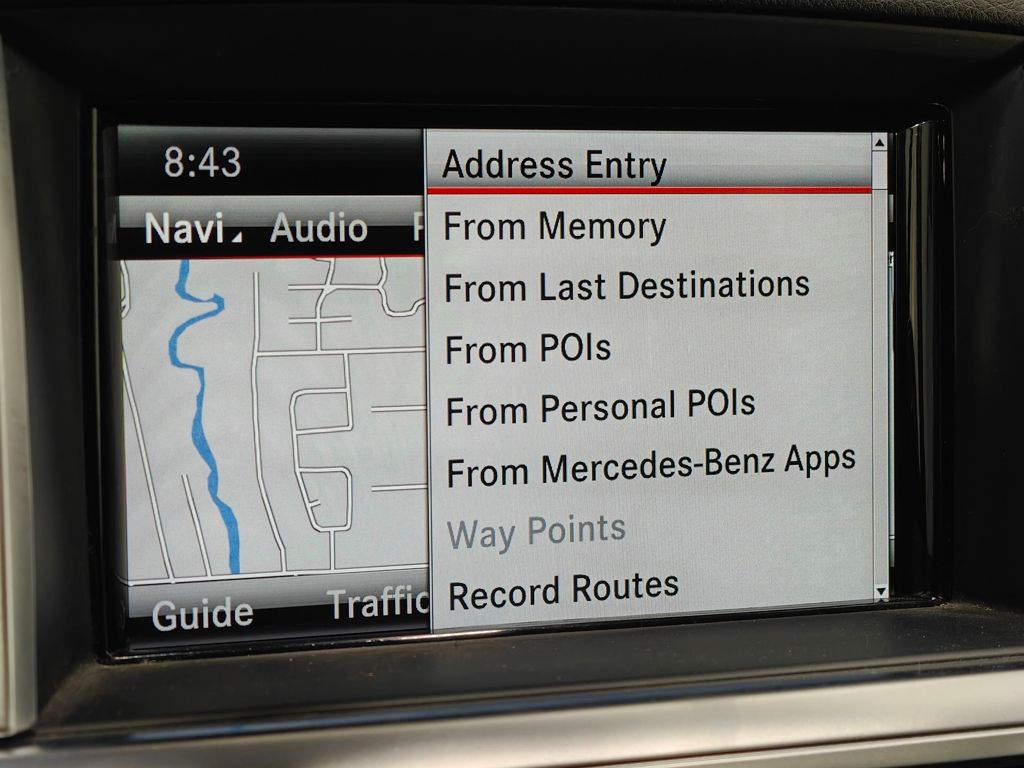 8:43
Navi Audio
Guide Traffic
Address Entry
From Memory
From Last Destinations
From POIs
From Personal POIs
From Mercedes-Benz Apps
Way Points
Record Routes